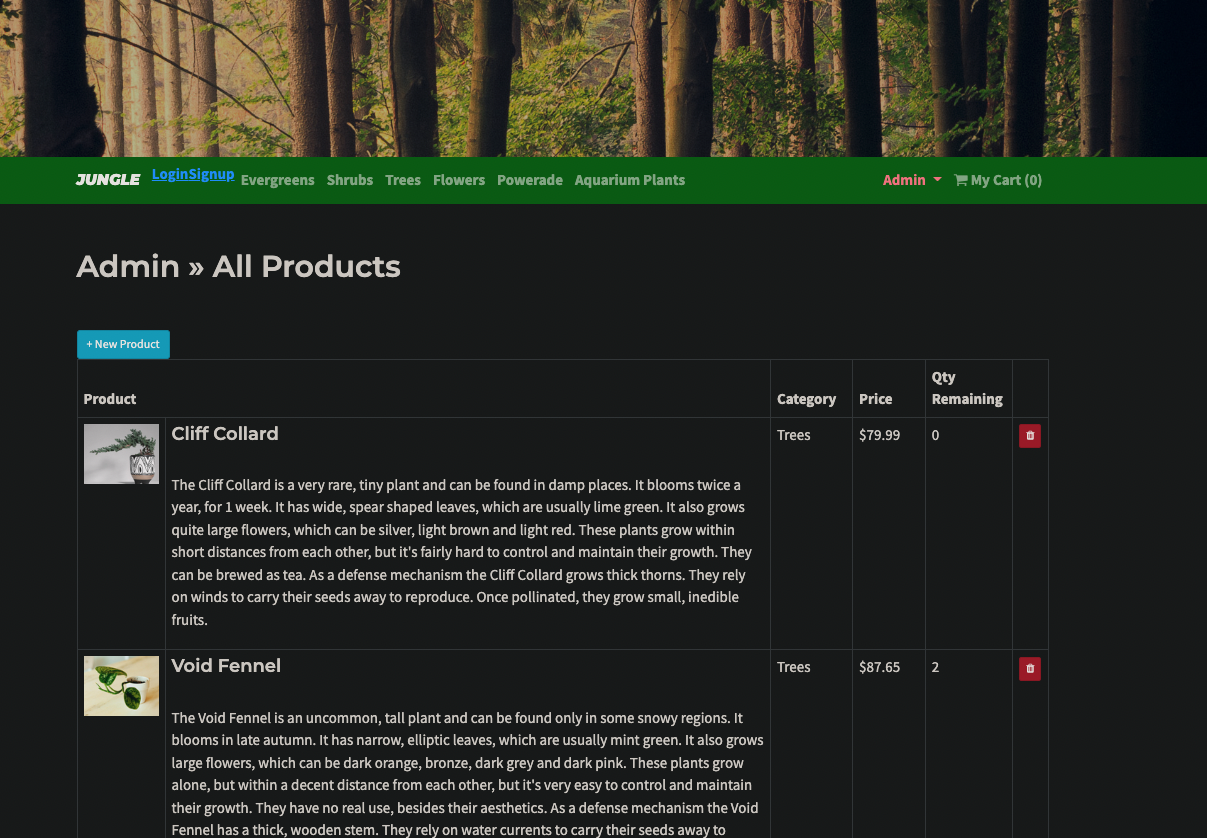 JUNGLE LoginSignup Evergreens Shrubs Trees Flowers Powerade Aquarium Plants Admin My Cart (0)
Admin » All Products
+ New Product
Product Category Price Qty Remaining
Cliff Collard Trees $79.99 0
The Cliff Collard is a very rare, tiny plant and can be found in damp places. It blooms twice a
year, for 1 week. It has wide, spear shaped leaves, which are usually lime green. It also grows
quite large flowers, which can be silver, light brown and light red. These plants grow within
short distances from each other, but it's fairly hard to control and maintain their growth. They
can be brewed as tea. As a defense mechanism the Cliff Collard grows thick thorns. They rely
on winds to carry their seeds away to reproduce. Once pollinated, they grow small, inedible
fruits.
Void Fennel Trees $87.65 2
The Void Fennel is an uncommon, tall plant and can be found only in some snowy regions. It
blooms in late autumn. It has narrow, elliptic leaves, which are usually mint green. It also grows
large flowers, which can be dark orange, bronze, dark grey and dark pink. These plants grow
alone, but within a decent distance from each other, but it's very easy to control and maintain
their growth. They have no real use, besides their aesthetics. As a defense mechanism the Void
Fennel has a thick, wooden stem. They rely on water currents to carry their seeds away to